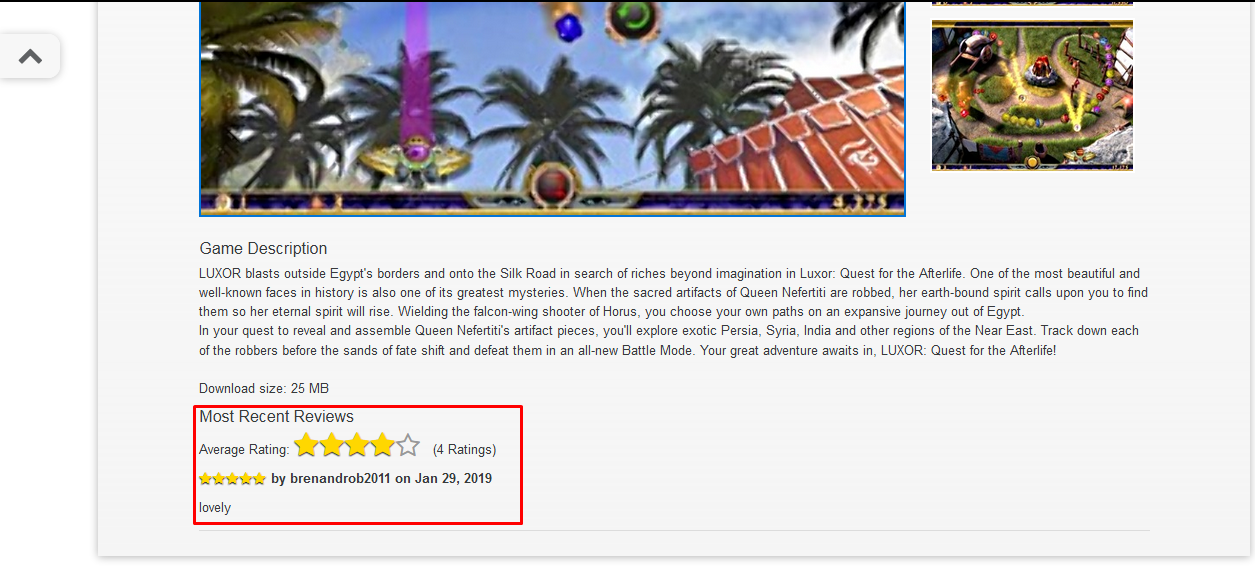 1
3
4,375
Game Description
LUXOR blasts outside Egypt's borders and onto the Silk Road in search of riches beyond imagination in Luxor: Quest for the Afterlife. One of the most beautiful and
well-known faces in history is also one of its greatest mysteries. When the sacred artifacts of Queen Nefertiti are robbed, her earth-bound spirit calls upon you to find
them so her eternal spirit will rise. Wielding the falcon-wing shooter of Horus, you choose your own paths on an expansive journey out of Egypt.
In your quest to reveal and assemble Queen Nefertiti's artifact pieces, you'll explore exotic Persia, Syria, India and other regions of the Near East. Track down each
of the robbers before the sands of fate shift and defeat them in an all-new Battle Mode. Your great adventure awaits in, LUXOR: Quest for the Afterlife!
Download size: 25 MB
Most Recent Reviews
Average Rating: (4 Ratings)
by brenandrob2011 on Jan 29, 2019
lovely